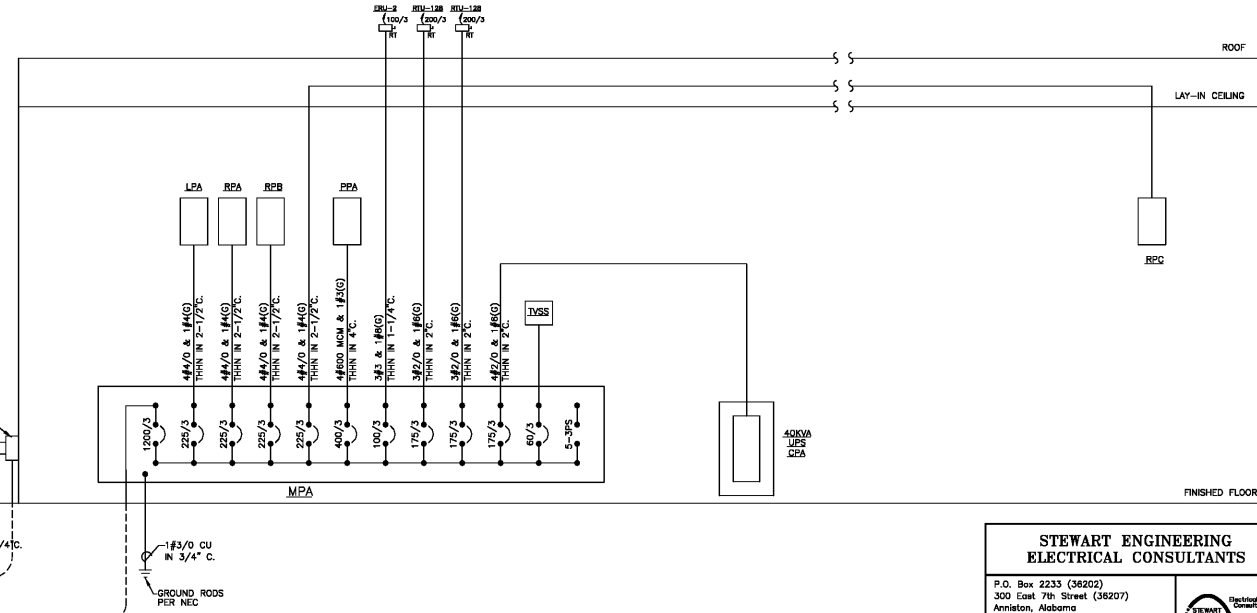 ERU-2
RTU-12B
RTU-12B
100/3
200/3
200/3
RT
RT
RT
ROOF
LAY-IN CEILING
LPA
RPA
RPB
PPA
RPC
4#4/0 & 1#4(G)
THHN IN 2-1/2"C.
4#4/0 & 1#4(G)
THHN IN 2-1/2"C.
4#4/0 & 1#4(G)
THHN IN 2-1/2"C.
4#4/0 & 1#4(G)
THHN IN 2-1/2"C.
4#600 MCM & 1#3(G)
THHN IN 4"C.
3#3 & 1#8(G)
THHN IN 1-1/4"C.
3#2/0 & 1#6(G)
THHN IN 2"C.
3#2/0 & 1#6(G)
THHN IN 2"C.
4#2/0 & 1#6(G)
THHN IN 2"C.
TVSS
1200/3
225/3
225/3
225/3
225/3
400/3
100/3
175/3
175/3
175/3
60/3
5-3PS
40KVA
UPS
CPA
MPA
FINISHED FLOOR
/4"C.
1#3/0 CU
IN 3/4" C.
GROUND RODS
PER NEC
STEWART ENGINEERING
ELECTRICAL CONSULTANTS
P.O. Box 2233 (36202)
300 East 7th Street (36207)
Anniston, Alabama
STEWART
Electrical